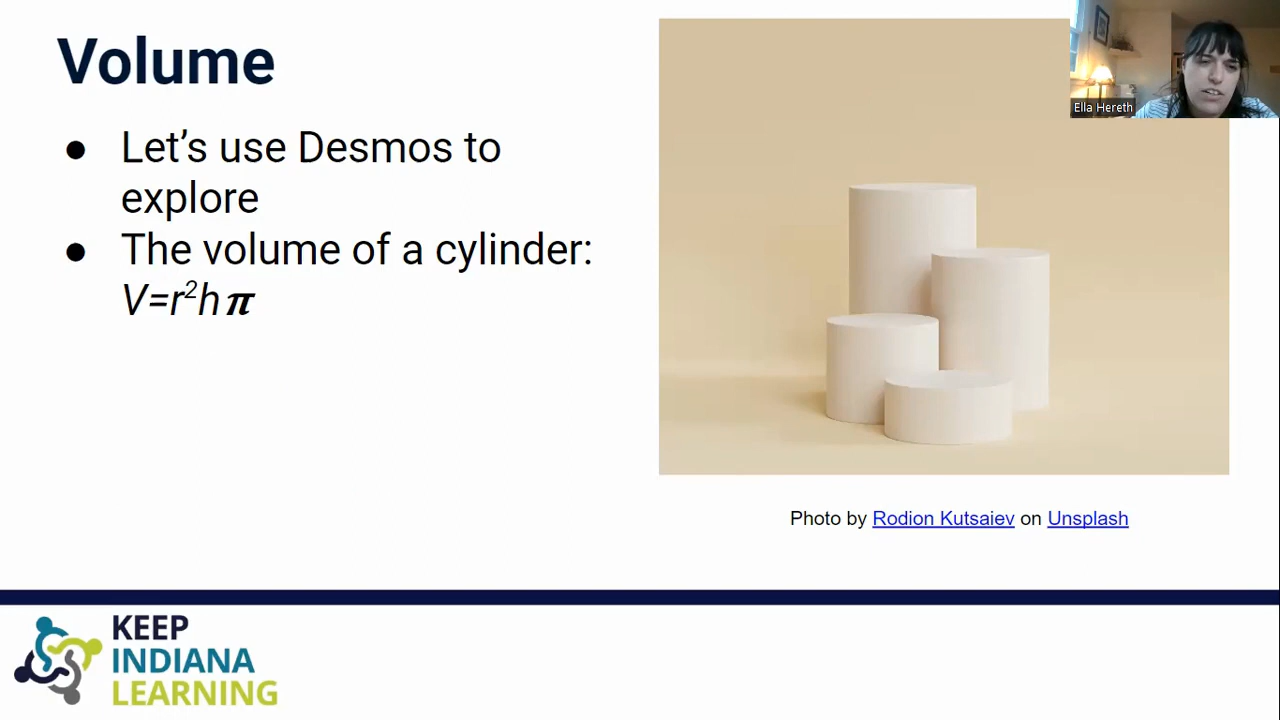 Volume
● Let’s use Desmos to
explore
● The volume of a cylinder:
V=r²hπ
Ella Hereth
Photo by Rodion Kutsaiev on Unsplash
KEEP
INDIANA
LEARNING